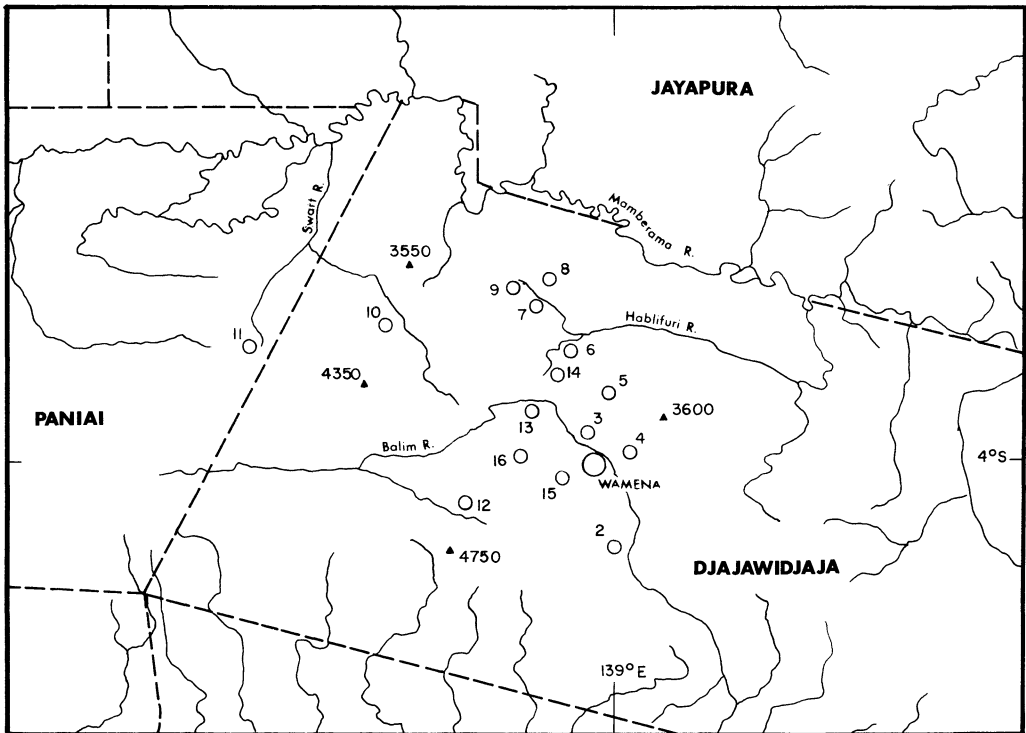 JAYAPURA
Swart R.
Mamberama R.
3550
8
9
7
10
Hablifuri R.
11
6
14
4350
5
3600
PANIAI
13
3
4
Balim R.
16
4°S
15
WAMENA
12
2
4750
DJAJAWIDJAJA
139°E